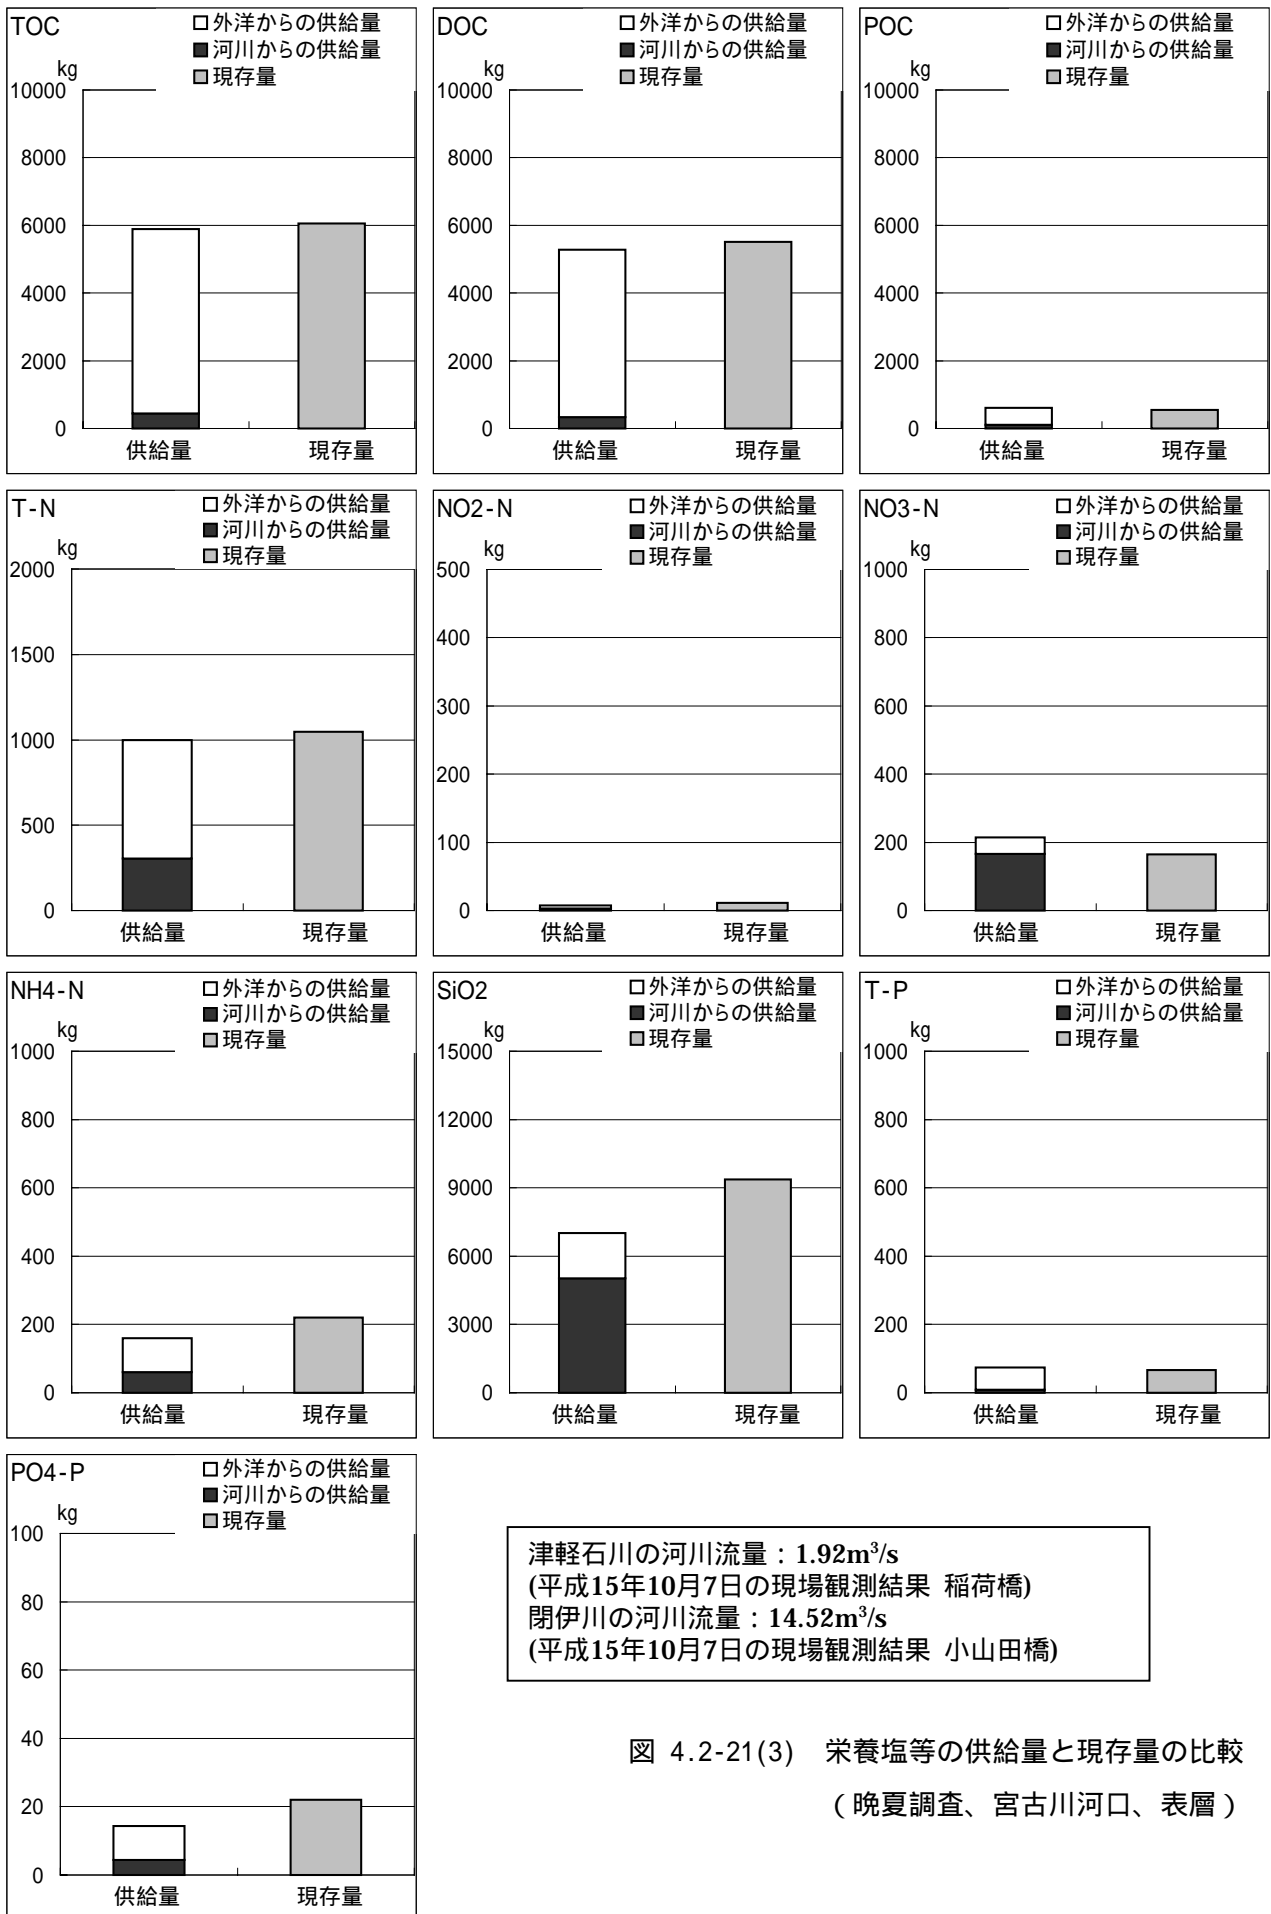 TOC
□外洋からの供給量
■河川からの供給量
□現存量
kg
10000
8000
6000
4000
2000
0
供給量 現存量
DOC
□外洋からの供給量
■河川からの供給量
□現存量
kg
10000
8000
6000
4000
2000
0
供給量 現存量
POC
□外洋からの供給量
■河川からの供給量
□現存量
kg
10000
8000
6000
4000
2000
0
供給量 現存量
T-N
□外洋からの供給量
■河川からの供給量
□現存量
kg
2000
1500
1000
500
0
供給量 現存量
NO2-N
□外洋からの供給量
■河川からの供給量
□現存量
kg
500
400
300
200
100
0
供給量 現存量
NO3-N
□外洋からの供給量
■河川からの供給量
□現存量
kg
1000
800
600
400
200
0
供給量 現存量
NH4-N
□外洋からの供給量
■河川からの供給量
□現存量
kg
1000
800
600
400
200
0
供給量 現存量
SiO2
□外洋からの供給量
■河川からの供給量
□現存量
kg
15000
12000
9000
6000
3000
0
供給量 現存量
T-P
□外洋からの供給量
■河川からの供給量
□現存量
kg
1000
800
600
400
200
0
供給量 現存量
PO4-P
□外洋からの供給量
■河川からの供給量
□現存量
kg
100
80
60
40
20
0
供給量 現存量
津軽石川の河川流量：1.92m³/s
(平成15年10月7日の現場観測結果 稲荷橋)
閉伊川の河川流量：14.52m³/s
(平成15年10月7日の現場観測結果 小山田橋)
図 4.2-21(3) 栄養塩等の供給量と現存量の比較
（晩夏調査、宮古川河口、表層）